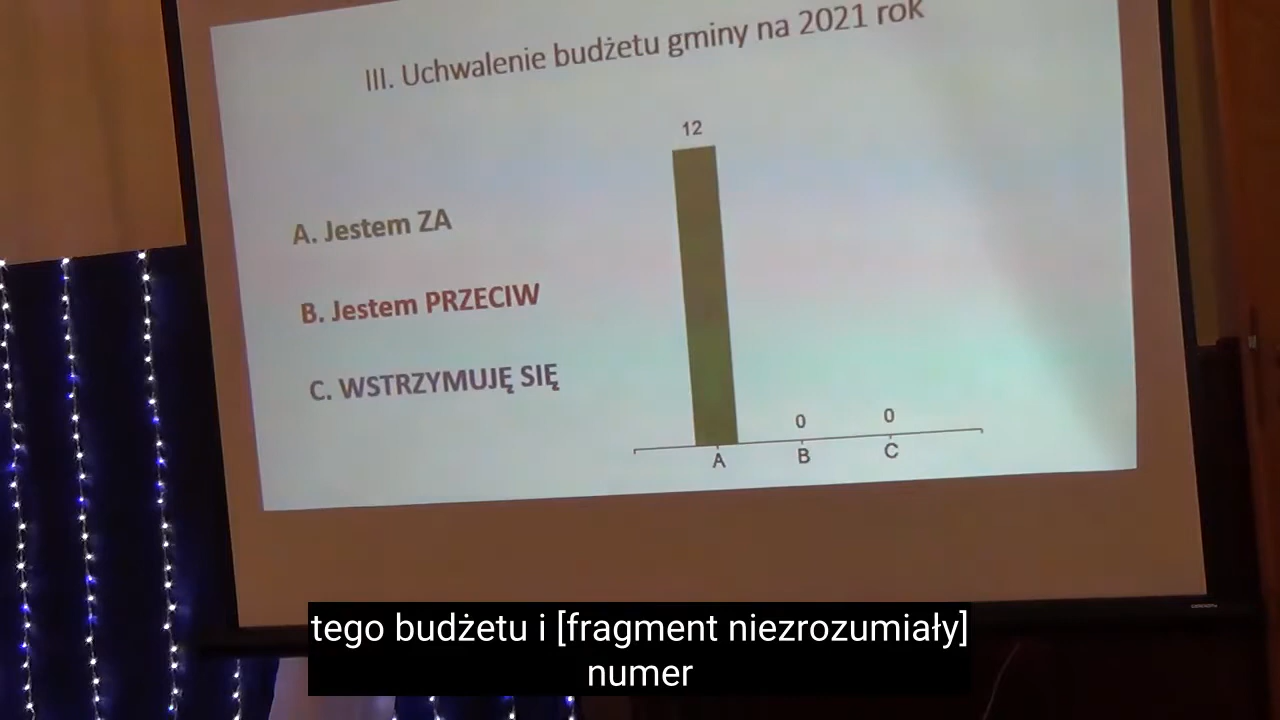 III. Uchwalenie budżetu gminy na 2021 rok
12
A. Jestem ZA
B. Jestem PRZECIW
C. WSTRZYMUJĘ SIĘ
0
0
A
B
C
tego budżetu i [fragment niezrozumiały]
numer